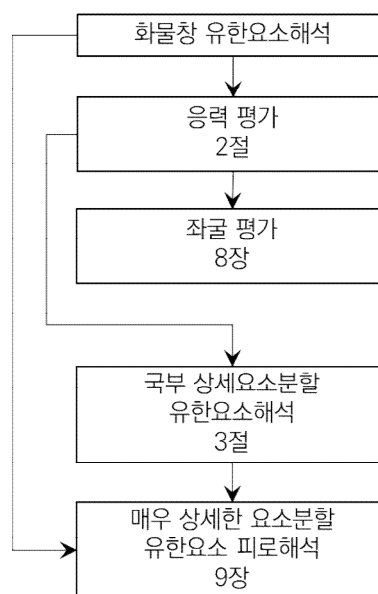 화물창 유한요소해석
응력 평가
2절
좌굴 평가
8장
국부 상세요소분할
유한요소해석
3절
매우 상세한 요소분할
유한요소 피로해석
9장